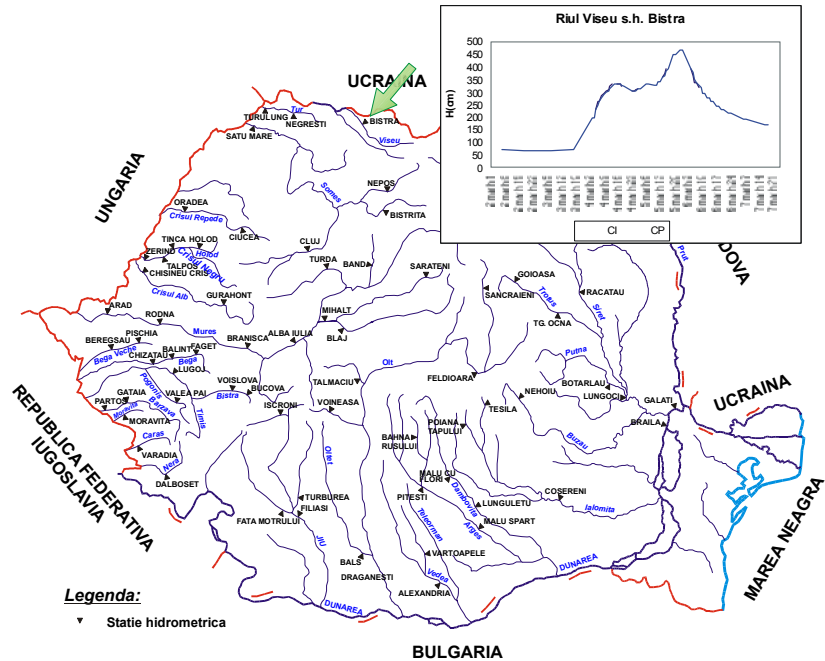 Riul Viseu s.h. Bistra
H(cm)
500
450
400
350
300
250
200
150
100
50
0
CI CP
UCRAINA
Tur
TURULUNG
NEGRESTI
BISTRA
SATU MARE
Viseu
UNGARIA
Somes
NEPOS
ORADEA
Crisul Repede
BISTRITA
CIUCEA
TINCA HOLOD
Holod
CLUJ
ZERIND
TALPOS
Crisul Negru
CHISINEU CRIS
TURDA
BAND
SARATENI
GOIOASA
Prut
DOVA
Crisul Alb
GURAHONT
SANCRAIENI
Trotus
RACATAU
Siret
ARAD
RODNA
MIHALT
TG. OCNA
PISCHIA
Mures
ALBA IULIA
BLAJ
BEREGSAU
BRANISCA
FAGET
BALINT
Bega Veche
CHIZATAU
Bega
LUGOJ
Olt
Putna
FELDIOARA
BOTARLAU
UCRAINA
Pogonis
GATAIA
VALEA PAI
VOISLOVA
BUCOVA
Bistra
TALMACIU
NEHOIU
LUNGOCI
GALATI
PARTOS
Barzava
Moravita
MORAVITA
Timis
ISCRONI
VOINEASA
TESILA
BRAILA
REPUBLICA FEDERATIVA
IUGOSLAVIA
Caras
POIANA
TAPULUI
BAHNA
RUSULUI
Buzau
VARADIA
Nera
Oltet
DALBOSET
MALU CU
FLORI
PITESTI
Dambovita
COSERENI
TURBUREA
FILIASI
LUNGULETU
Ialomita
FATA MOTRULUI
Teleorman
Arges
MALU SPART
JIU
VARTOAPELE
BALS
DRAGANESTI
Vedea
ALEXANDRIA
DUNAREA
DUNAREA
MAREA NEAGRA
Legenda:
Statie hidrometrica
BULGARIA